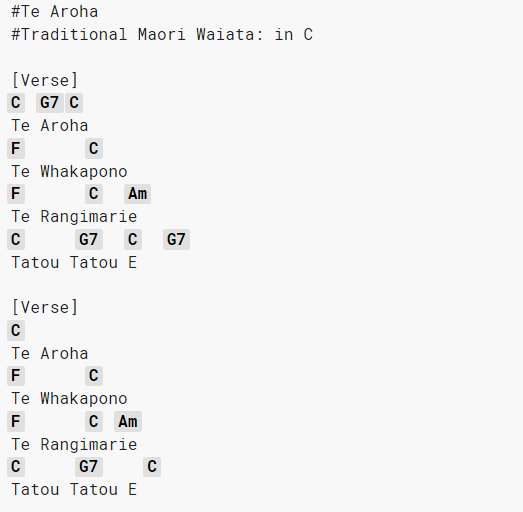 #Te Aroha
#Traditional Maori Waiata: in C
[Verse]
C G7 C
Te Aroha
F C
Te Whakapono
F C Am
Te Rangimarie
C G7 C G7
Tatou Tatou E
[Verse]
C
Te Aroha
F C
Te Whakapono
F C Am
Te Rangimarie
C G7 C
Tatou Tatou E